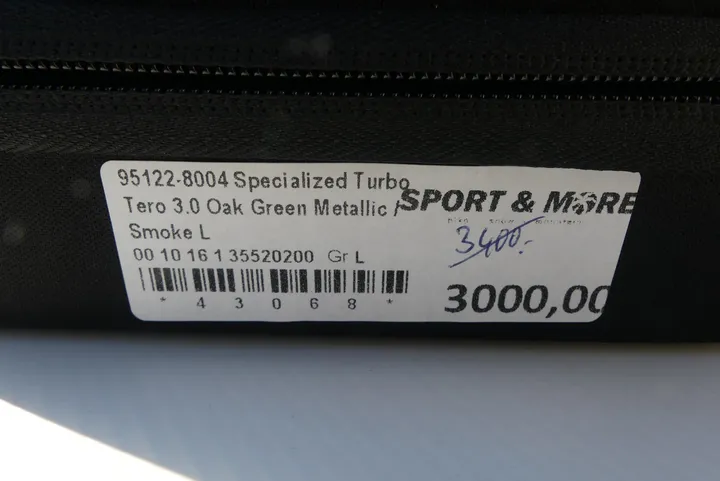 95122-8004 Specialized Turbo
Tero 3.0 Oak Green Metallic /
Smoke L
00 10 16 1 35520200 Gr L
* 4 3 0 6 8 *
SPORT & MORE
3400.-
3000,00